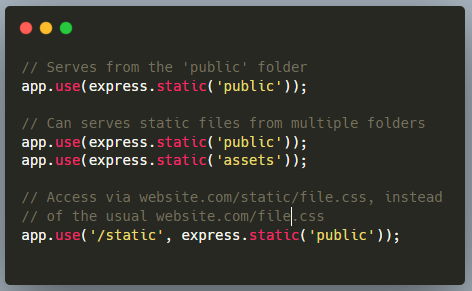 // Serves from the 'public' folder
app.use(express.static('public'));
// Can serves static files from multiple folders
app.use(express.static('public'));
app.use(express.static('assets'));
// Access via website.com/static/file.css, instead
// of the usual website.com/file.css
app.use('/static', express.static('public'));